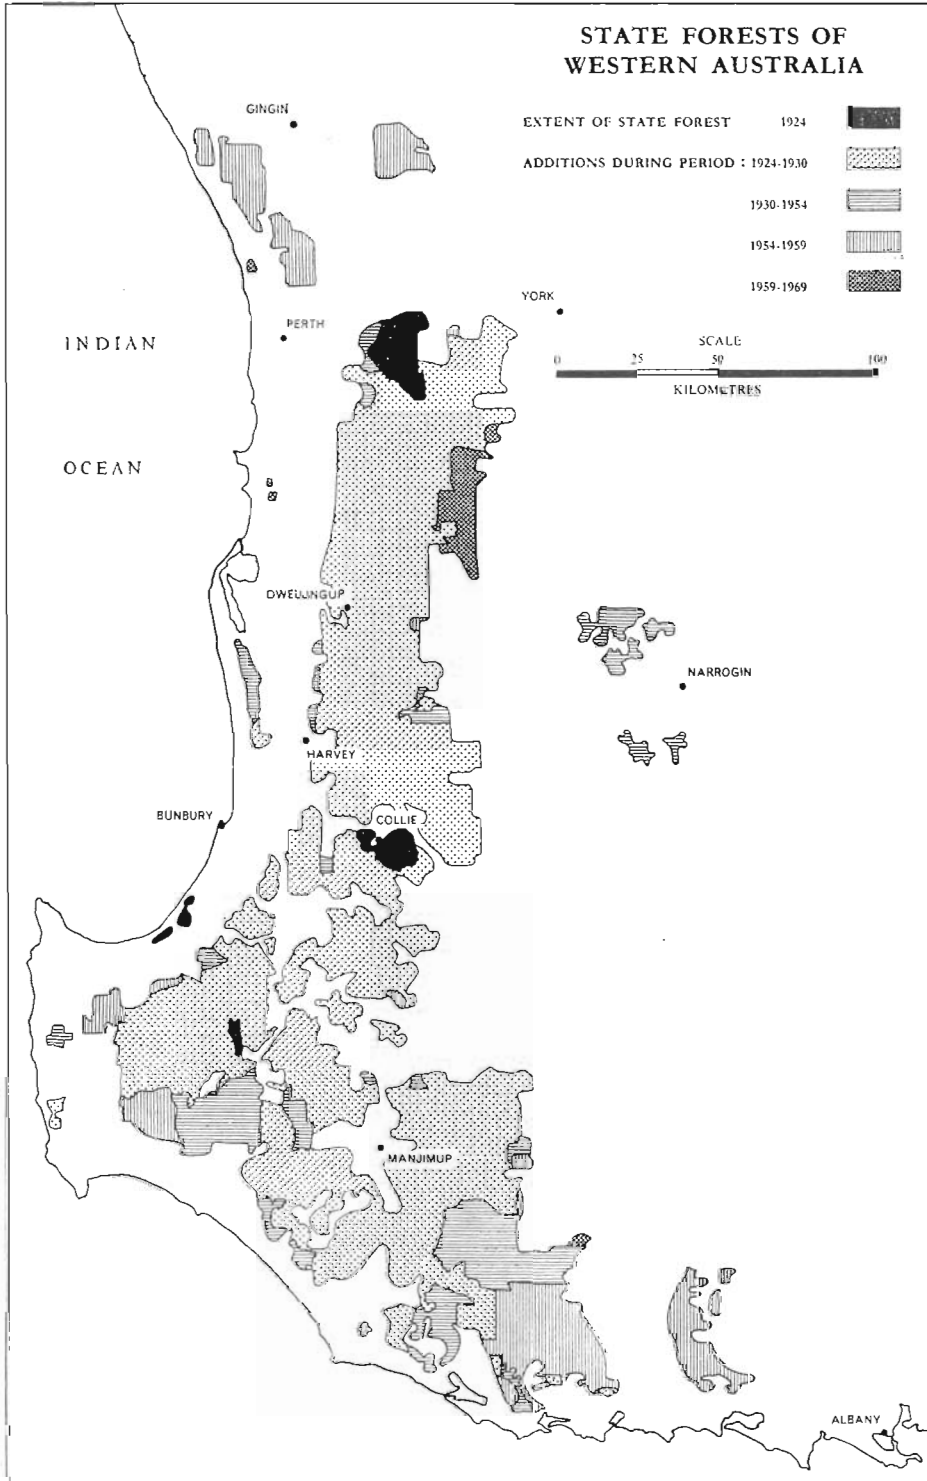 STATE FORESTS OF
WESTERN AUSTRALIA
EXTENT OF STATE FOREST 1924
ADDITIONS DURING PERIOD : 1924-1930
1930-1954
1954-1959
1959-1969
SCALE
0 25 50 100
KILOMETRES
GINGIN
YORK
PERTH
INDIAN
OCEAN
DWELLINGUP
NARROGIN
HARVEY
BUNBURY
COLLIE
MANJIMUP
ALBANY